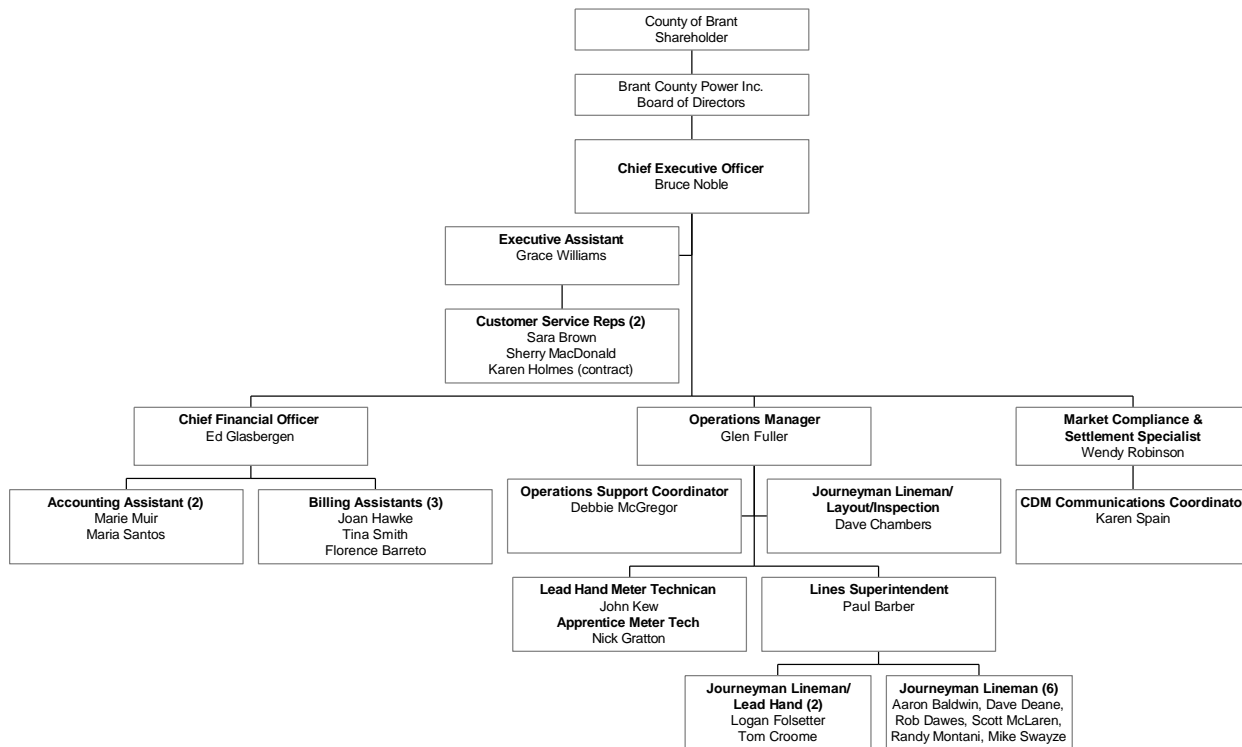 County of Brant
Shareholder
Brant County Power Inc.
Board of Directors
Chief Executive Officer
Bruce Noble
Executive Assistant
Grace Williams
Customer Service Reps (2)
Sara Brown
Sherry MacDonald
Karen Holmes (contract)
Chief Financial Officer
Ed Glasbergen
Operations Manager
Glen Fuller
Market Compliance &
Settlement Specialist
Wendy Robinson
Accounting Assistant (2)
Marie Muir
Maria Santos
Billing Assistants (3)
Joan Hawke
Tina Smith
Florence Barreto
Operations Support Coordinator
Debbie McGregor
Journeyman Lineman/
Layout/Inspection
Dave Chambers
CDM Communications Coordinato
Karen Spain
Lead Hand Meter Technican
John Kew
Apprentice Meter Tech
Nick Gratton
Lines Superintendent
Paul Barber
Journeyman Lineman/
Lead Hand (2)
Logan Folsetter
Tom Croome
Journeyman Lineman (6)
Aaron Baldwin, Dave Deane,
Rob Dawes, Scott McLaren,
Randy Montani, Mike Swayze